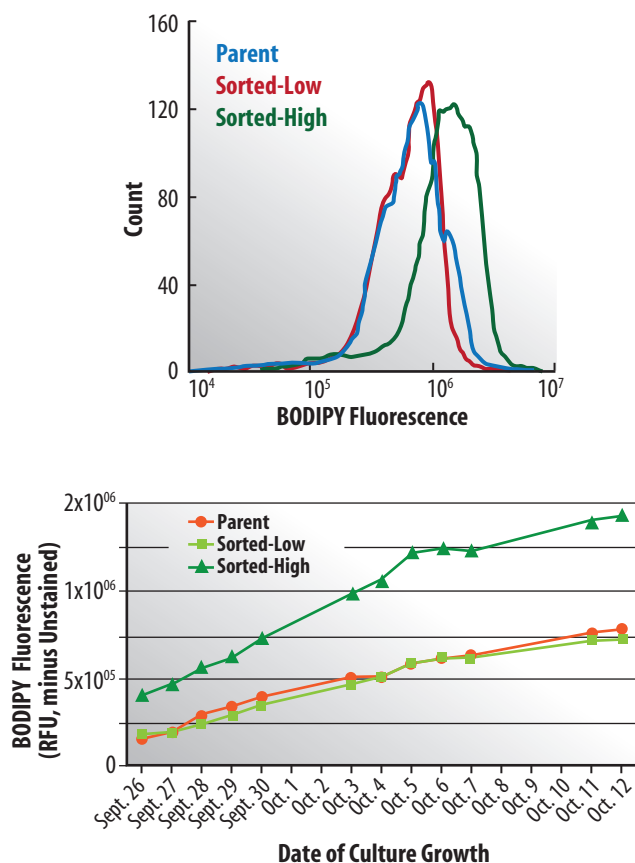 160
120
80
40
0
Count
Parent
Sorted-Low
Sorted-High
10⁴
10⁵
10⁶
10⁷
BODIPY Fluorescence
2x10⁰⁶
1x10⁰⁶
5x10⁰⁵
0
BODIPY Fluorescence
(RFU, minus Unstained)
Parent
Sorted-Low
Sorted-High
Sept. 26
Sept. 27
Sept. 28
Sept. 29
Sept. 30
Oct. 1
Oct. 2
Oct. 3
Oct. 4
Oct. 5
Oct. 6
Oct. 7
Oct. 8
Oct. 9
Oct. 10
Oct. 11
Oct. 12
Date of Culture Growth